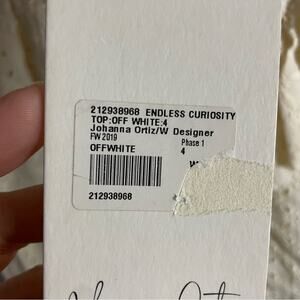 212938968 ENDLESS CURIOSITY
TOP:OFF WHITE:4
Johanna Ortiz/W Designer
FW 2019 Phase 1
OFFWHITE 4
212938968